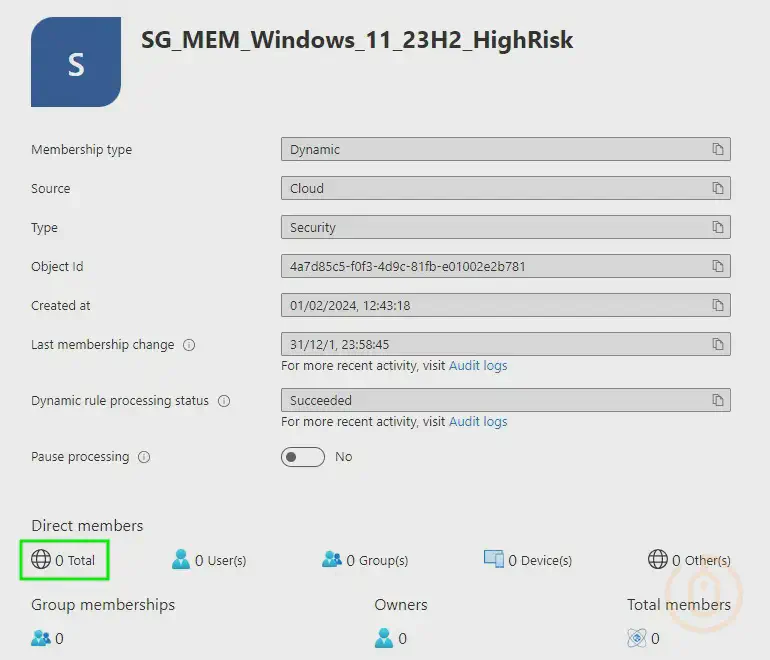 S
SG_MEM_Windows_11_23H2_HighRisk
Membership type Dynamic
Source Cloud
Type Security
Object Id 4a7d85c5-f0f3-4d9c-81fb-e01002e2b781
Created at 01/02/2024, 12:43:18
Last membership change 31/12/1, 23:58:45
For more recent activity, visit Audit logs
Dynamic rule processing status Succeeded
For more recent activity, visit Audit logs
Pause processing No
Direct members
0 Total 0 User(s) 0 Group(s) 0 Device(s) 0 Other(s)
Group memberships Owners Total members
0 0 0